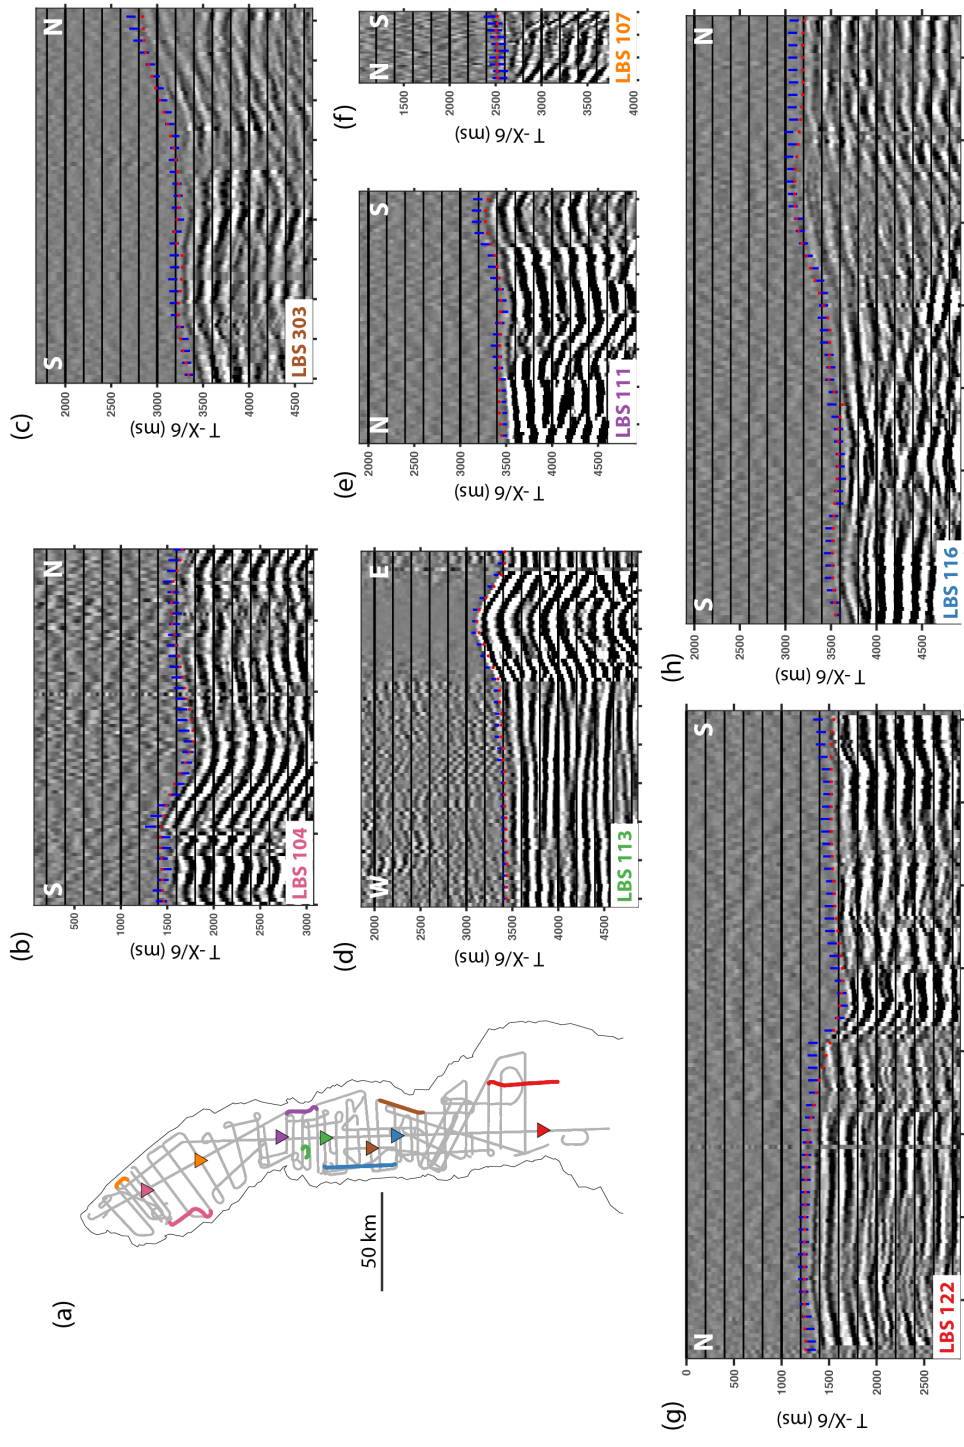 (a)
50 km
(b)
S
N
LBS 104
T-X/6 (ms)
500
1000
1500
2000
2500
3000
(c)
S
N
LBS 303
T-X/6 (ms)
2000
2500
3000
3500
4000
4500
(d)
W
E
LBS 113
T-X/6 (ms)
2000
2500
3000
3500
4000
4500
(e)
N
S
LBS 111
T-X/6 (ms)
2000
2500
3000
3500
4000
4500
(f)
N
S
LBS 107
T-X/6 (ms)
1500
2000
2500
3000
3500
4000
(g)
N
S
LBS 122
T-X/6 (ms)
0
500
1000
1500
2000
2500
(h)
S
N
LBS 116
T-X/6 (ms)
2000
2500
3000
3500
4000
4500